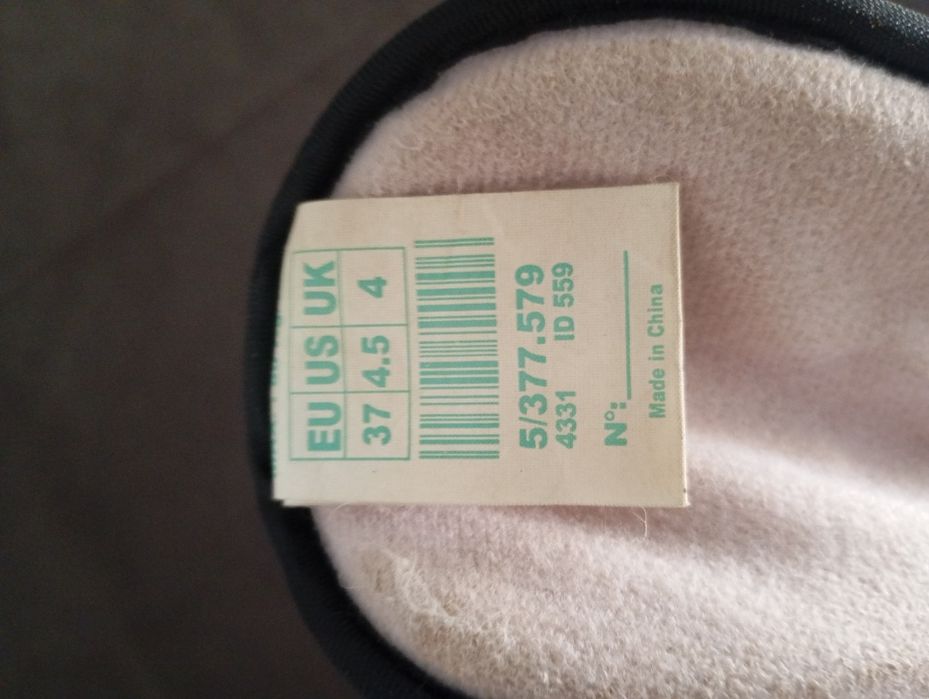 EU US UK
37 4.5 4
5/377.579
4331 ID 559
N°:
Made in China